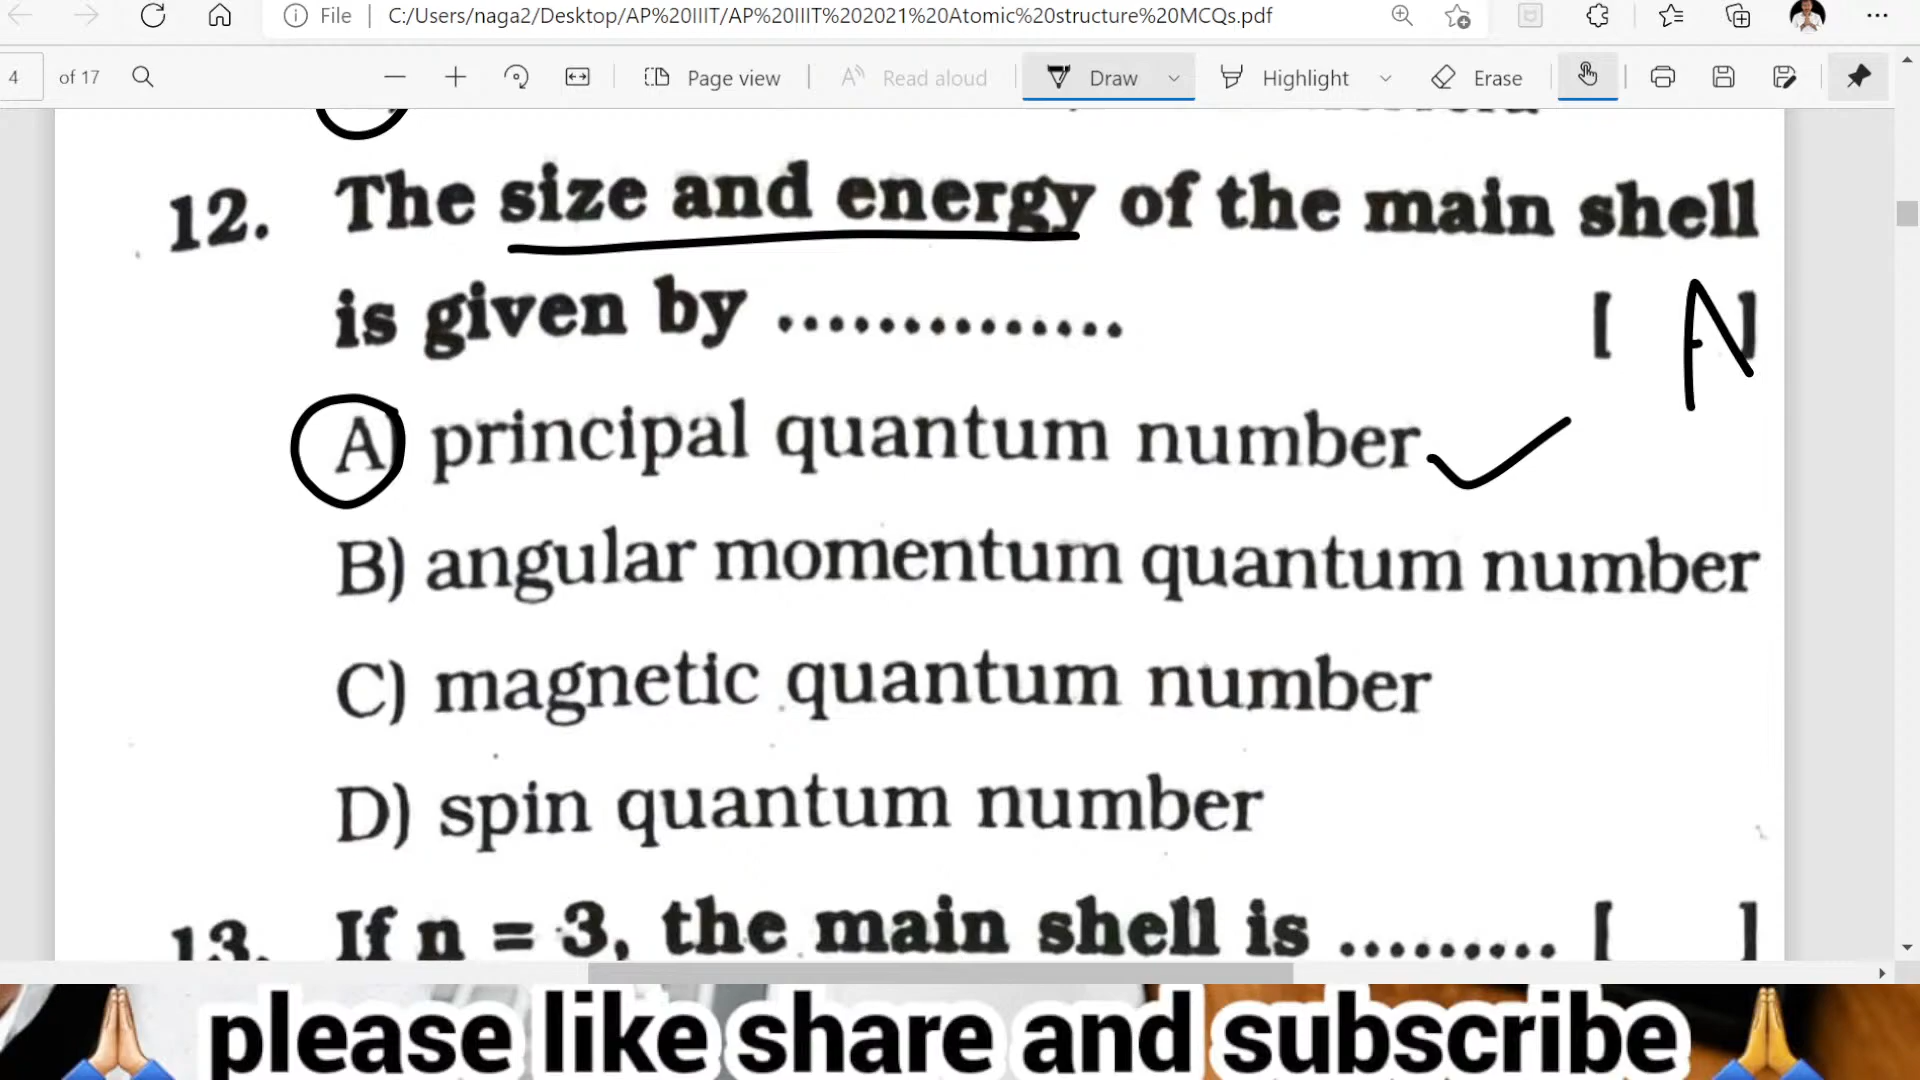 File C:/Users/naga2/Desktop/AP%20IIIT/AP%20IIIT%202021%20Atomic%20structure%20MCQs.pdf
4 of 17 Page view Read aloud Draw Highlight Erase
12. The size and energy of the main shell
is given by .............. [ A ]
A) principal quantum number
B) angular momentum quantum number
C) magnetic quantum number
D) spin quantum number
13. If n = 3, the main shell is ......... [ ]
please like share and subscribe